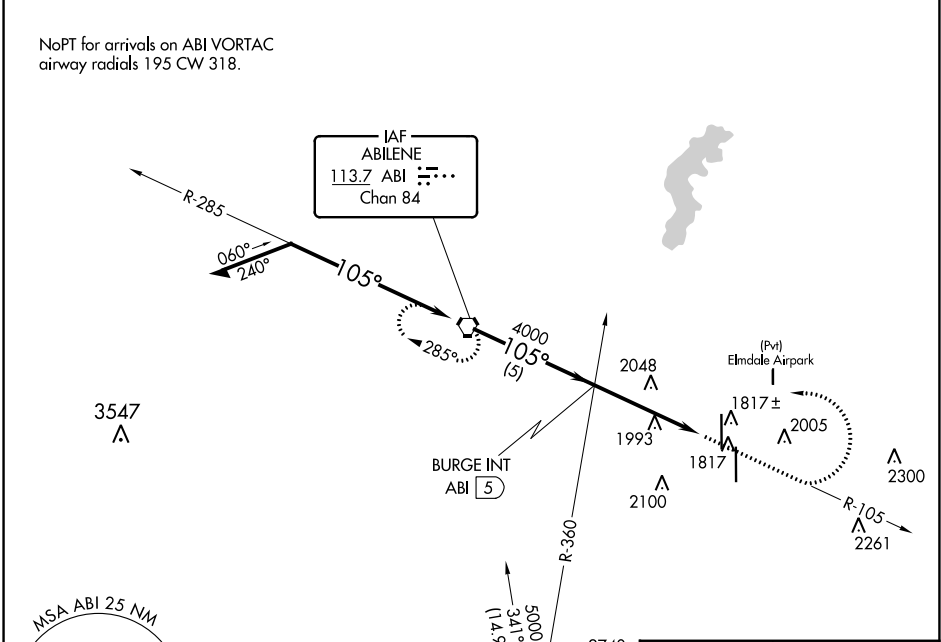 NoPT for arrivals on ABI VORTAC
airway radials 195 CW 318.
IAF
ABILENE
113.7 ABI
Chan 84
R-285
060°
240°
105°
285°
4000
105°
(5)
3547
BURGE INT
ABI 5
2048
1993
2100
(Pvt)
Elmdale Airpark
1817 ±
2005
1817
2300
R-105
2261
R-360
5000
341°
MSA ABI 25 NM